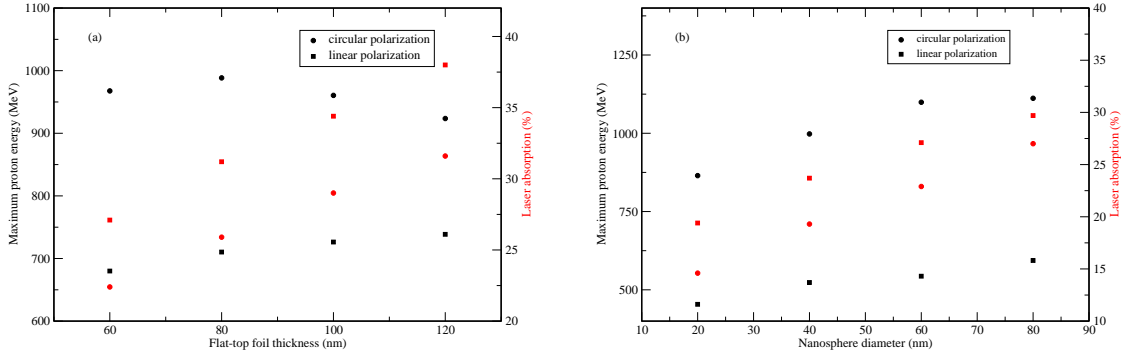 (a)
circular polarization
linear polarization
1100
1000
900
800
700
600
Maximum proton energy (MeV)
40
35
30
25
20
Laser absorption (%)
60
80
100
120
Flat-top foil thickness (nm)
(b)
circular polarization
linear polarization
1250
1000
750
500
Maximum proton energy (MeV)
40
35
30
25
20
15
10
Laser absorption (%)
10
20
30
40
50
60
70
80
90
Nanosphere diameter (nm)